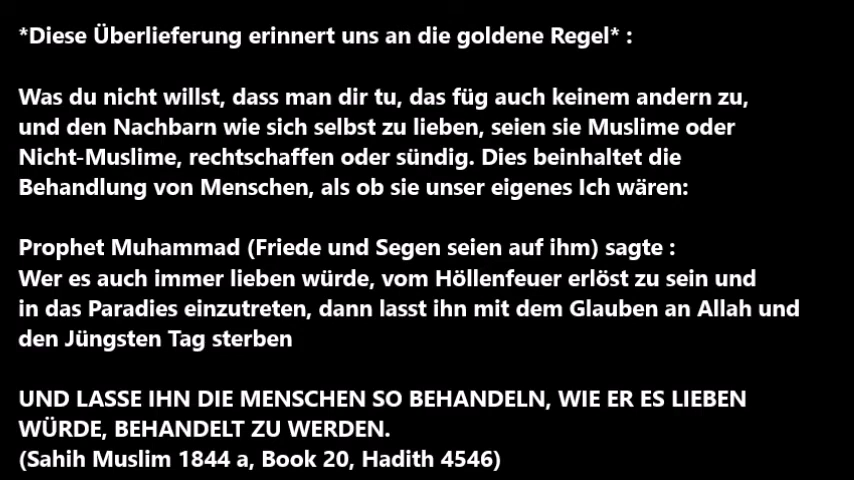 *Diese Überlieferung erinnert uns an die goldene Regel* :
Was du nicht willst, dass man dir tu, das füg auch keinem andern zu,
und den Nachbarn wie sich selbst zu lieben, seien sie Muslime oder
Nicht-Muslime, rechtschaffen oder sündig. Dies beinhaltet die
Behandlung von Menschen, als ob sie unser eigenes Ich wären:
Prophet Muhammad (Friede und Segen seien auf ihm) sagte :
Wer es auch immer lieben würde, vom Höllenfeuer erlöst zu sein und
in das Paradies einzutreten, dann lasst ihn mit dem Glauben an Allah und
den Jüngsten Tag sterben
UND LASSE IHN DIE MENSCHEN SO BEHANDELN, WIE ER ES LIEBEN
WÜRDE, BEHANDELT ZU WERDEN.
(Sahih Muslim 1844 a, Book 20, Hadith 4546)